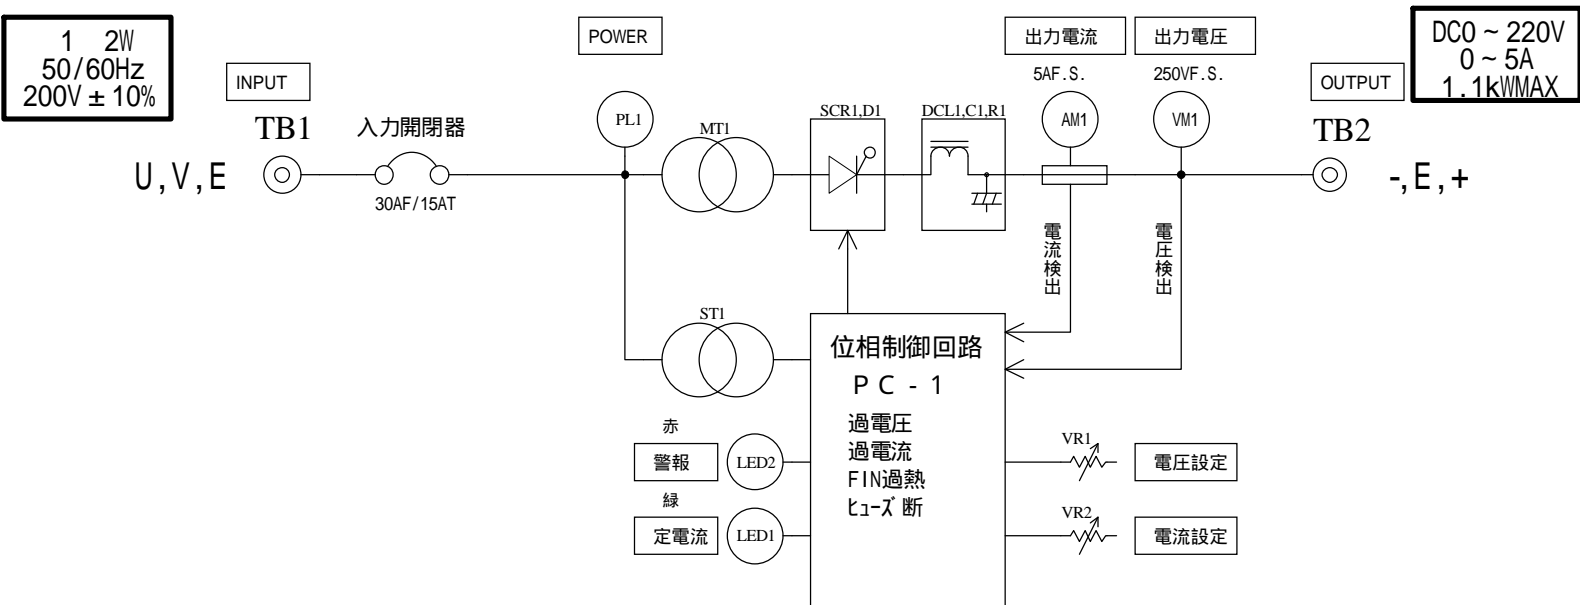 1 2W
50/60Hz
200V±10%
INPUT
TB1
U,V,E
入力開閉器
30AF/15AT
POWER
PL1
MT1
SCR1,D1
DCL1,C1,R1
出力電流
5AF.S.
AM1
出力電圧
250VF.S.
VM1
OUTPUT
TB2
-,E,+
DC0~220V
0~5A
1.1kWMAX
電流検出
電圧検出
ST1
位相制御回路
PC-1
過電圧
過電流
FIN過熱
ﾋｭｰｽﾞ断
赤
警報
LED2
緑
定電流
LED1
VR1
電圧設定
VR2
電流設定